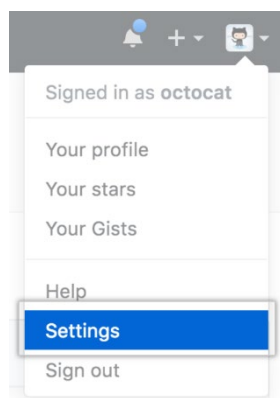 Signed in as octocat
Your profile
Your stars
Your Gists
Help
Settings
Sign out